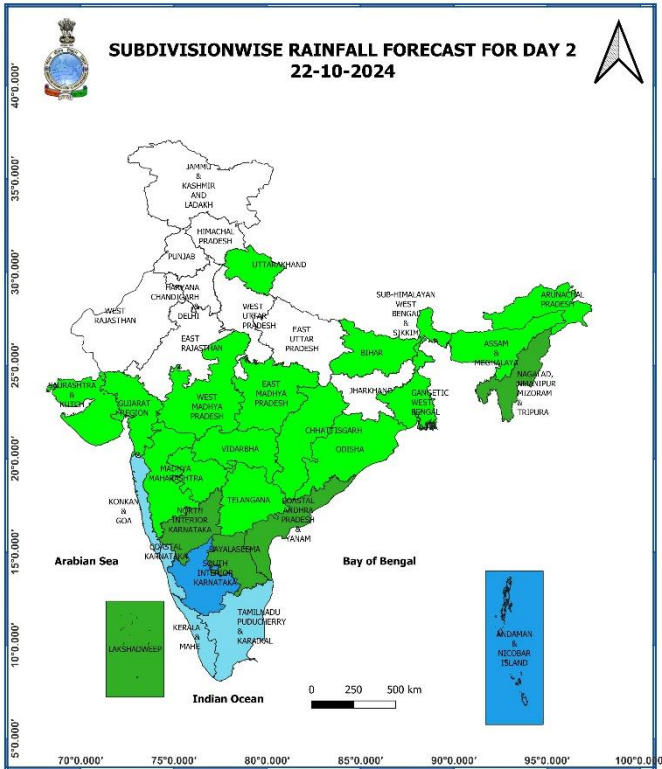 SUBDIVISIONWISE RAINFALL FORECAST FOR DAY 2
22-10-2024
40°0.000'
35°0.000'
30°0.000'
25°0.000'
20°0.000'
15°0.000'
10°0.000'
5°0.000'
JAMMU
&
KASHMIR
AND
LADAKH
HIMACHAL
PRADESH
PUNJAB
UTTARAKHAND
HARYANA
CHANDIGARH
&
DELHI
WEST
RAJASTHAN
WEST
UTTAR
PRADESH
EAST
RAJASTHAN
EAST
UTTAR
PRADESH
SUB-HIMALAYAN
WEST
BENGAL
&
SIKKIM
ARUNACHAL
PRADESH
ASSAM
&
MEGHALAYA
NAGALAD,
MANIPUR
MIZORAM
&
TRIPURA
BIHAR
JHARKHAND
GANGETIC
WEST
BENGAL
SAURASHTRA
&
KUTCH
GUJARAT
REGION
WEST
MADHYA
PRADESH
EAST
MADHYA
PRADESH
CHHATTISGARH
ODISHA
VIDARBHA
MADHYA
MAHARASHTRA
TELANGANA
KONKAN
&
GOA
NORTH
INTERIOR
KARNATAKA
COASTAL
ANDHRA
PRADESH
&
YANAM
COASTAL
KARNATAKA
RAYALASEEMA
SOUTH
INTERIOR
KARNATAKA
Arabian Sea
Bay of Bengal
KERALA
&
MAHE
TAMILNADU
PUDUCHERRY
&
KARAIKAL
LAKSHADWEEP
ANDAMAN
&
NICOBAR
ISLAND
Indian Ocean
0 250 500 km
70°0.000' 75°0.000' 80°0.000' 85°0.000' 90°0.000' 95°0.000' 100°0.000'